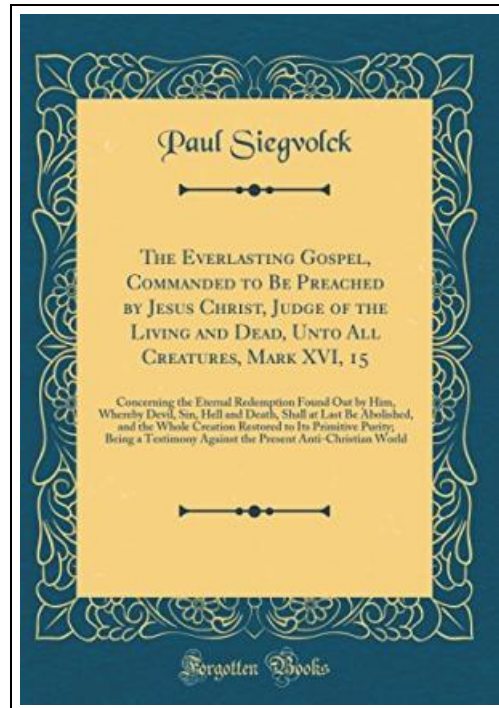 Paul Siegvolck
The Everlasting Gospel,
Commanded to Be Preached
by Jesus Christ, Judge of the
Living and Dead, Unto All
Creatures, Mark XVI, 15
Concerning the Eternal Redemption Found Out by Him,
Whereby Devil, Sin, Hell and Death, Shall at Last Be Abolished,
and the Whole Creation Restored to Its Primitive Purity;
Being a Testimony Against the Present Anti-Christian World
Forgotten Books